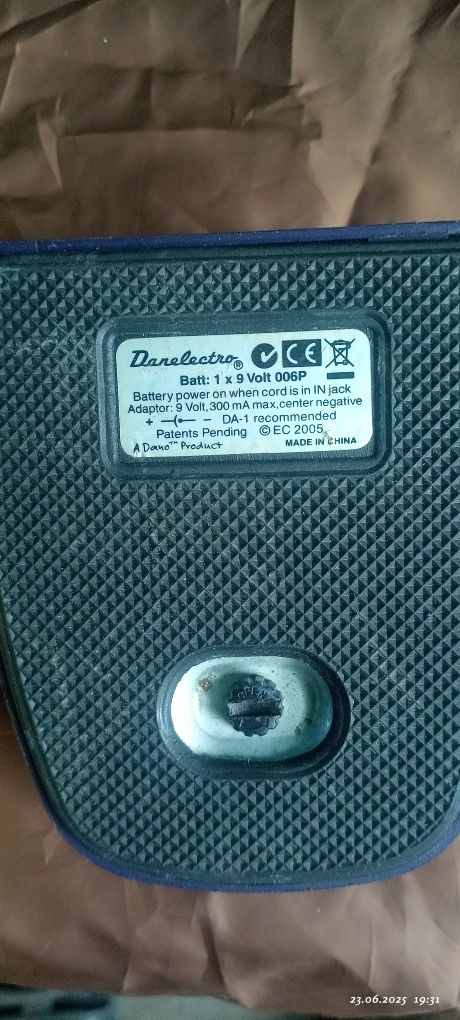 Danelectro®
Batt: 1 x 9 Volt 006P
Battery power on when cord is in IN jack
Adaptor: 9 Volt, 300 mA max, center negative
+ − DA-1 recommended
Patents Pending © EC 2005
A Dano™ Product
MADE IN CHINA
OPEN
23.06.2025 19:31